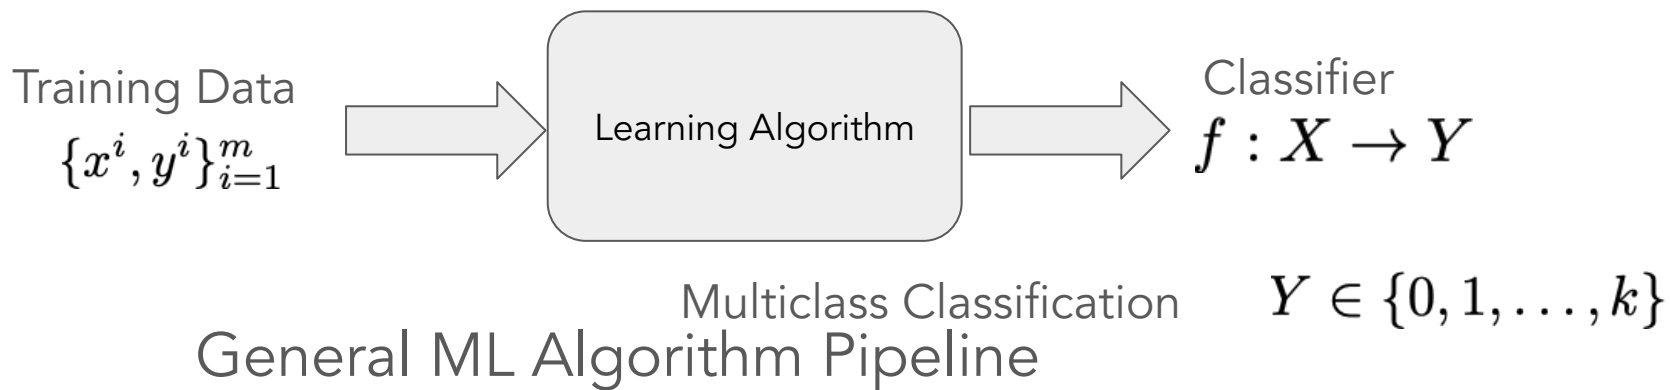 Training Data
{x^i, y^i}_{i=1}^m
Learning Algorithm
Classifier
f : X → Y
Multiclass Classification
Y ∈ {0, 1, . . . , k}
General ML Algorithm Pipeline